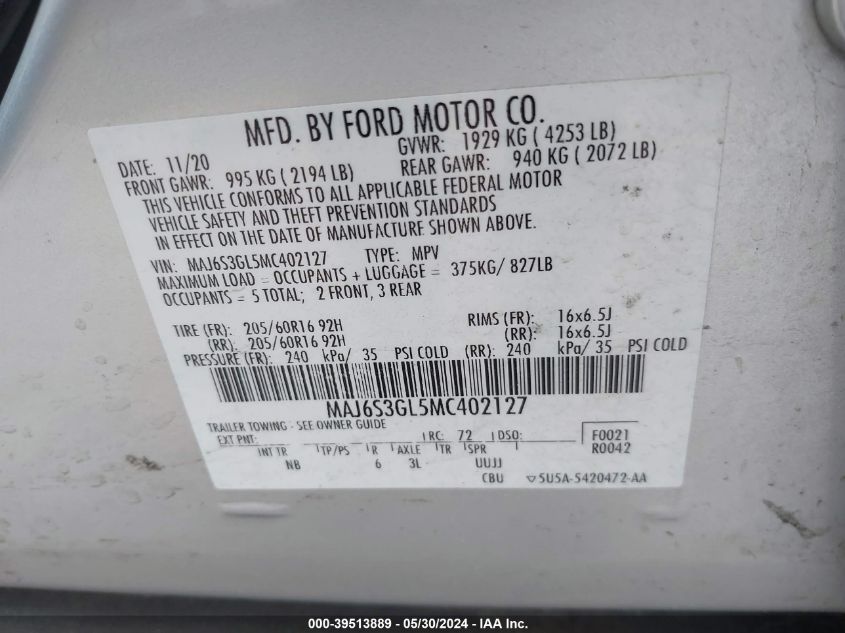 MFD. BY FORD MOTOR CO.
DATE: 11/20 GVWR: 1929 KG ( 4253 LB)
FRONT GAWR: 995 KG ( 2194 LB) REAR GAWR: 940 KG ( 2072 LB)
THIS VEHICLE CONFORMS TO ALL APPLICABLE FEDERAL MOTOR
VEHICLE SAFETY AND THEFT PREVENTION STANDARDS
IN EFFECT ON THE DATE OF MANUFACTURE SHOWN ABOVE.
VIN: MAJ6S3GL5MC402127 TYPE: MPV
MAXIMUM LOAD = OCCUPANTS + LUGGAGE = 375KG/ 827LB
OCCUPANTS = 5 TOTAL; 2 FRONT, 3 REAR
TIRE (FR): 205/60R16 92H RIMS (FR): 16x6.5J
(RR): 205/60R16 92H (RR): 16x6.5J
PRESSURE (FR): 240 kPa/ 35 PSI COLD (RR): 240 kPa/ 35 PSI COLD
MAJ6S3GL5MC402127
TRAILER TOWING - SEE OWNER GUIDE
EXT PNT: RC: 72 DSO: F0021
INT TR TP/PS R AXLE TR SPR R0042
NB 6 3L UUJJ
CBU 5U5A-5420472-AA
000-39513889 - 05/30/2024 - IAA Inc.